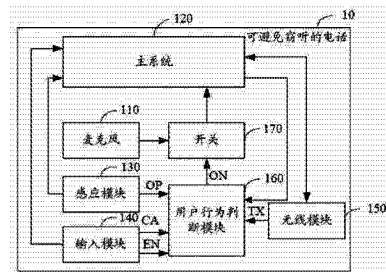 120
10
可避免窃听的电话
主系统
110
170
麦克风
开关
130
ON
160
感应模块
OP
140
CA
用户行为判
断模块
TX
无线模块
150
输入模块
EN